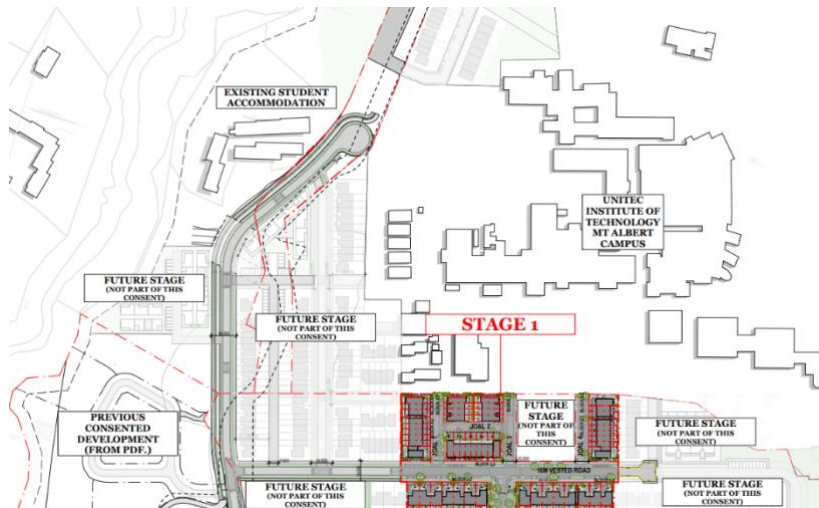 EXISTING STUDENT
ACCOMMODATION
UNITEC
INSTITUTE OF
TECHNOLOGY
MT ALBERT
CAMPUS
FUTURE STAGE
(NOT PART OF THIS
CONSENT)
FUTURE STAGE
(NOT PART OF THIS
CONSENT)
STAGE 1
PREVIOUS
CONSENTED
DEVELOPMENT
(FROM PDF.)
FUTURE
STAGE
(NOT PART
OF THIS
CONSENT)
FUTURE STAGE
(NOT PART OF THIS
CONSENT)
JOAL 2
FUTURE STAGE
(NOT PART OF THIS
CONSENT)
FUTURE STAGE
(NOT PART OF THIS
CONSENT)